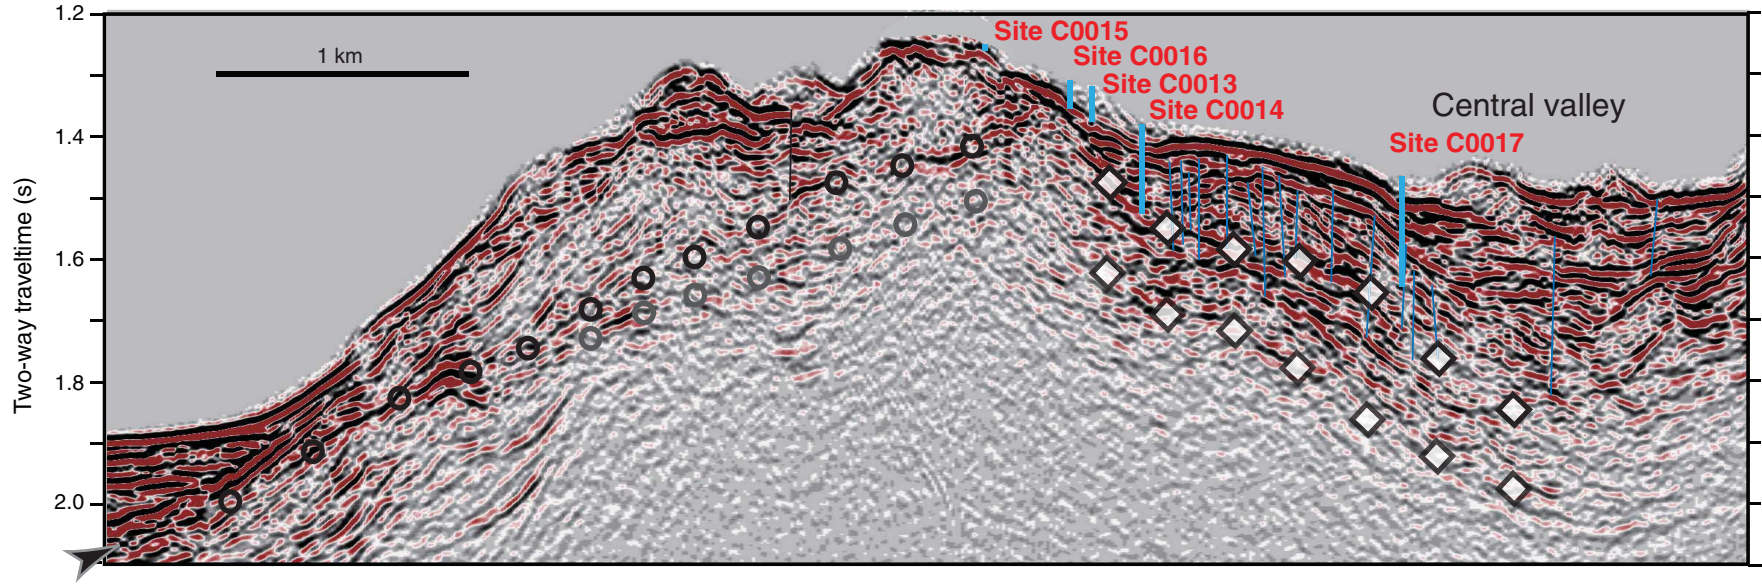 1.2
Site C0015
1 km
Site C0016
Site C0013
Central valley
Site C0014
1.4
Site C0017
Two-way traveltime (s)
1.6
1.8
2.0